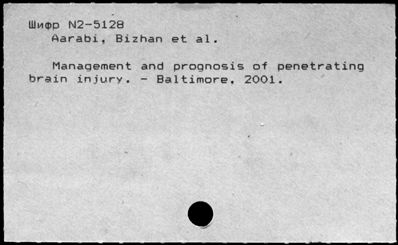 Шифр N2-5128
Aarabi, Bizhan et al.
Management and prognosis of penetrating
brain injury. - Baltimore, 2001.